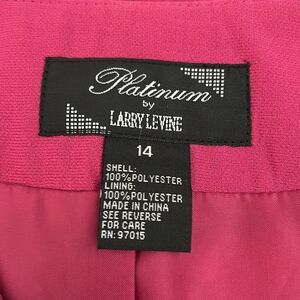 Platinum
by
LARRY LEVINE
14
SHELL:
100%POLYESTER
LINING:
100%POLYESTER
MADE IN CHINA
SEE REVERSE
FOR CARE
RN: 97015